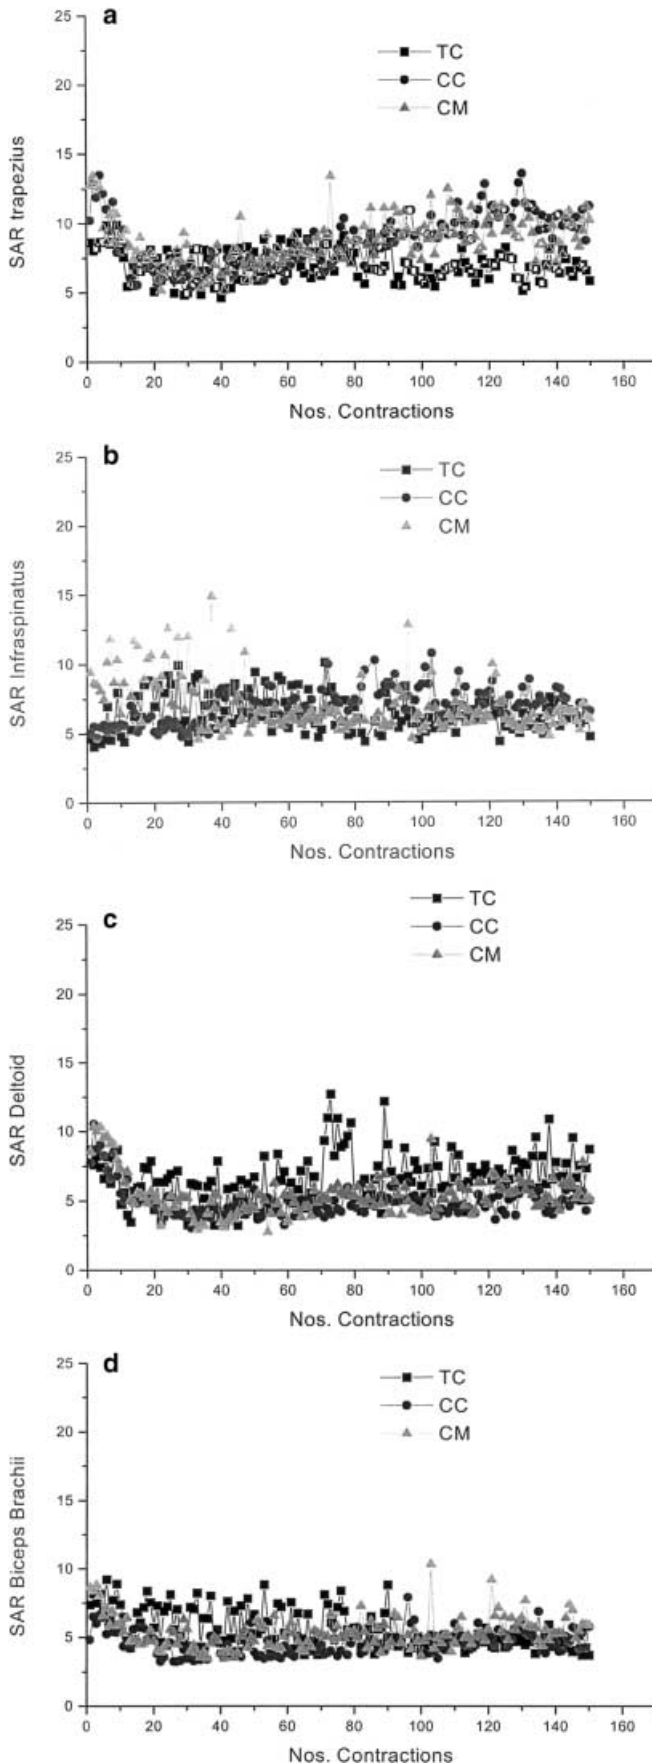 a
25
20
15
10
5
0
SAR trapezius
TC
CC
CM
0 20 40 60 80 100 120 140 160
Nos. Contractions
b
25
20
15
10
5
0
SAR Infraspinatus
TC
CC
CM
0 20 40 60 80 100 120 140 160
Nos. Contractions
c
25
20
15
10
5
0
SAR Deltoid
TC
CC
CM
0 20 40 60 80 100 120 140 160
Nos. Contractions
d
25
20
15
10
5
0
SAR Biceps Brachii
TC
CC
CM
0 20 40 60 80 100 120 140 160
Nos. Contractions